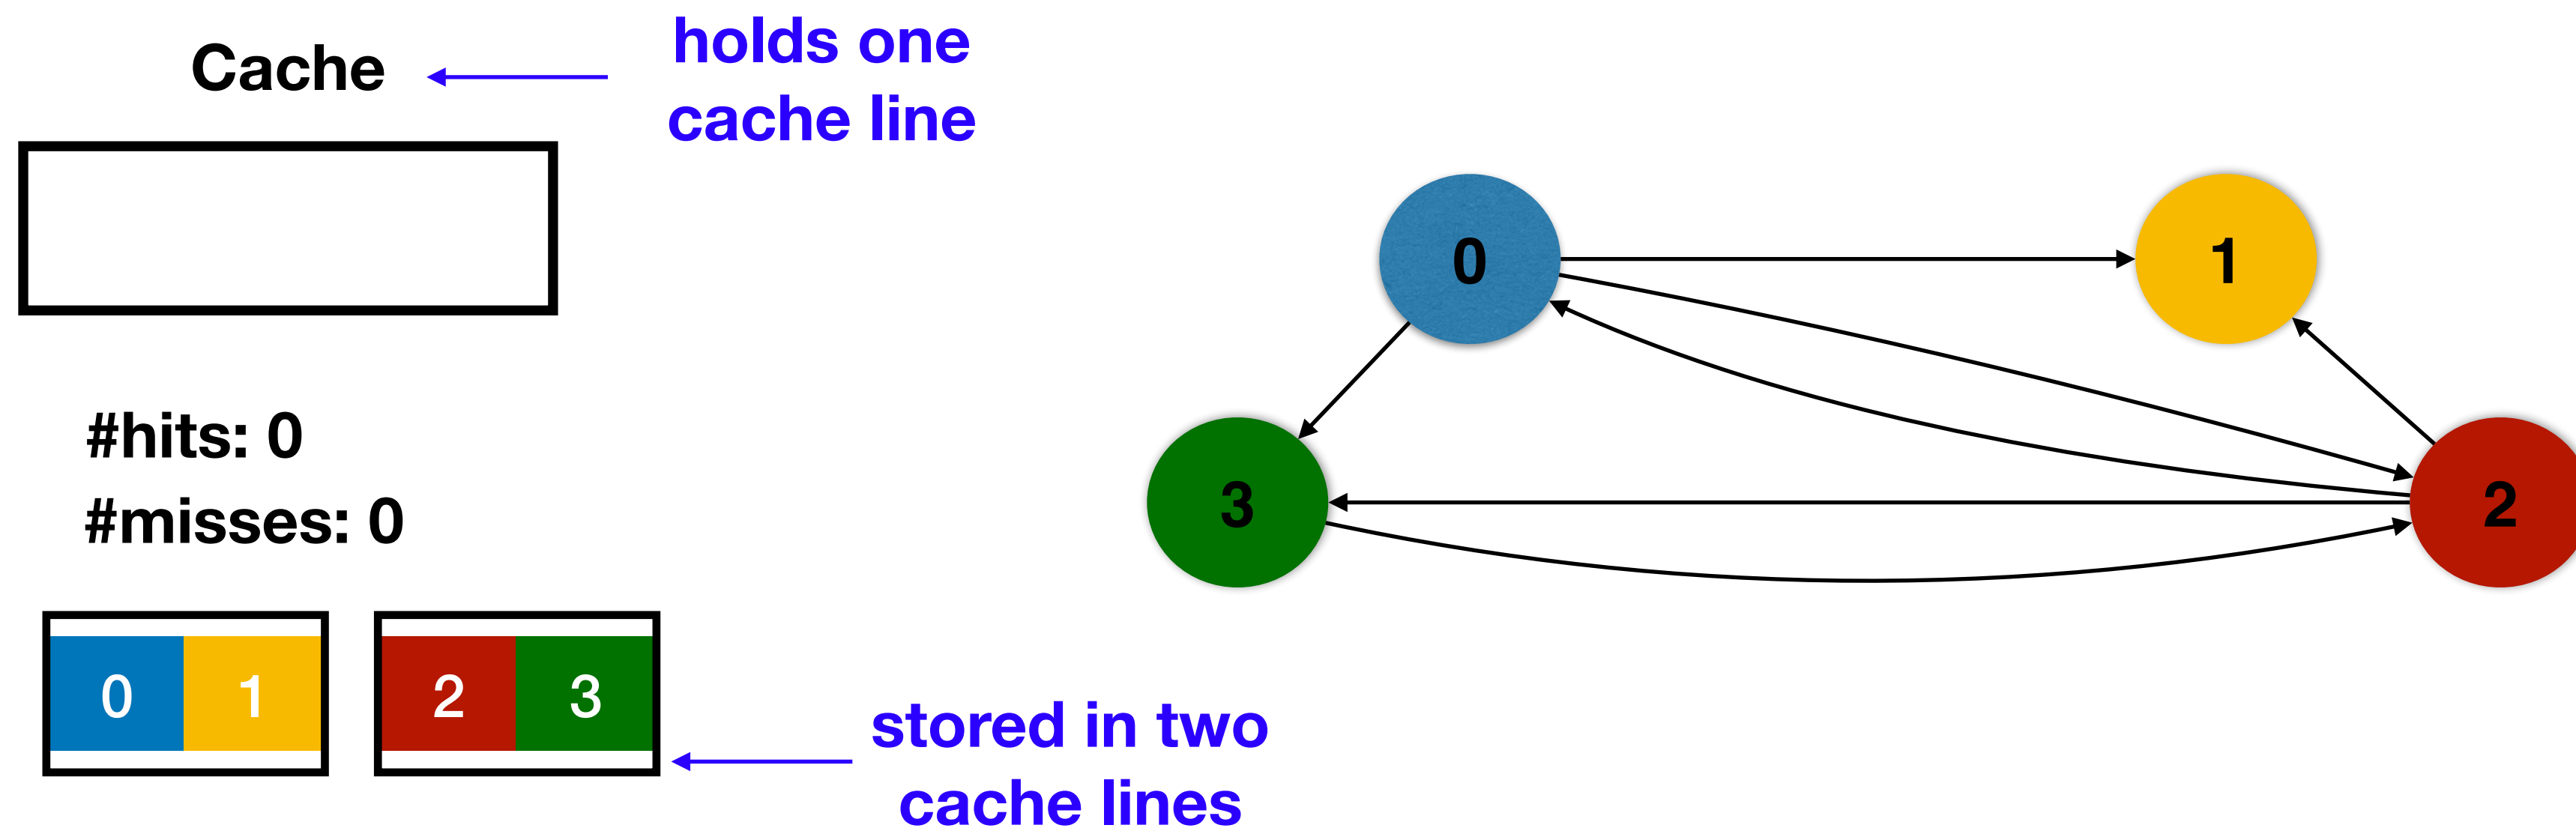 Cache
holds one
cache line
0
1
3
2
#hits: 0
#misses: 0
0 1 2 3
stored in two
cache lines